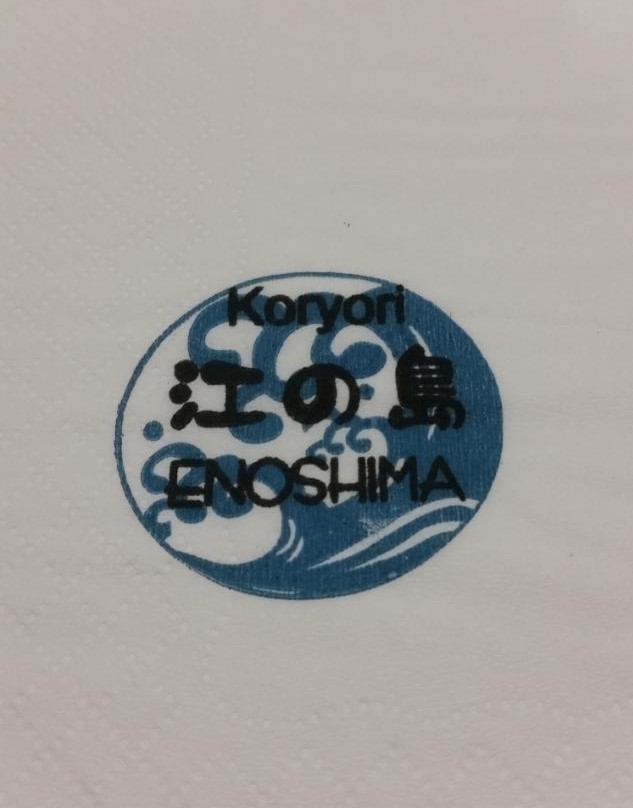 Koryori
江の島
ENOSHIMA